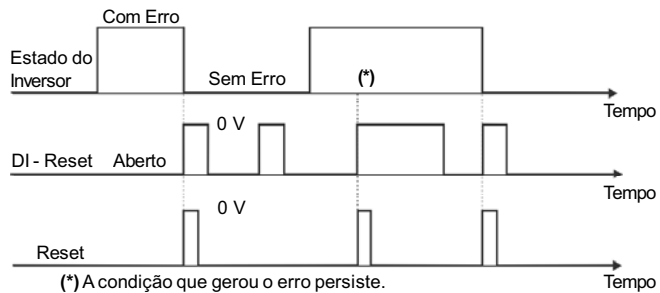 Com Erro
Estado do
Inversor
Sem Erro
(*)
Tempo
0 V
DI - Reset
Aberto
Tempo
0 V
Reset
Tempo
(*) A condição que gerou o erro persiste.